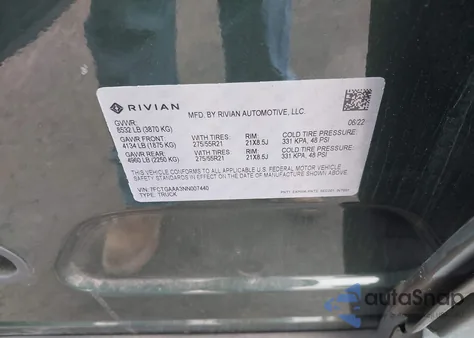 RIVIAN
MFD. BY RIVIAN AUTOMOTIVE, LLC.
06/22
GVWR:
8532 LB (3870 KG)
GAWR FRONT: WITH TIRES: RIM: COLD TIRE PRESSURE:
4134 LB (1875 KG) 275/55R21 21X8.5J 331 KPA, 48 PSI
GAWR REAR WITH TIRES: RIM: COLD TIRE PRESSURE:
4960 LB (2250 KG) 275/55R21 21X8.5J 331 KPA, 48 PSI
THIS VEHICLE CONFORMS TO ALL APPLICABLE U.S. FEDERAL MOTOR VEHICLE SAFETY
STANDARDS IN EFFECT ON THE DATE OF MANUFACTURE SHOWN ABOVE.
VIN: 7FCTGAAA3NN007440
TYPE: TRUCK
autoSnap